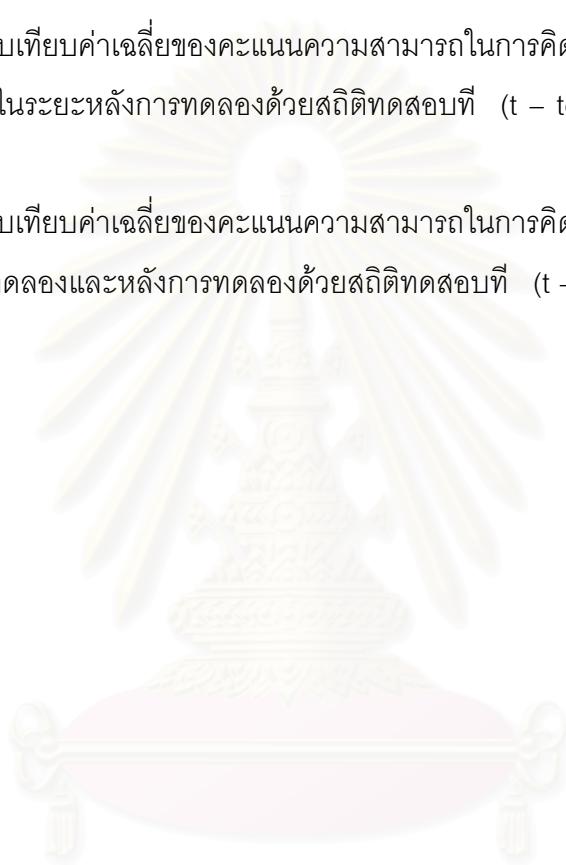 บเทียบค่าเฉลี่ยของคะแนนความสามารถในการคิด
ในระยะหลังการทดลองด้วยสถิติทดสอบที (t – t
บเทียบค่าเฉลี่ยของคะแนนความสามารถในการคิด
ดลองและหลังการทดลองด้วยสถิติทดสอบที (t –